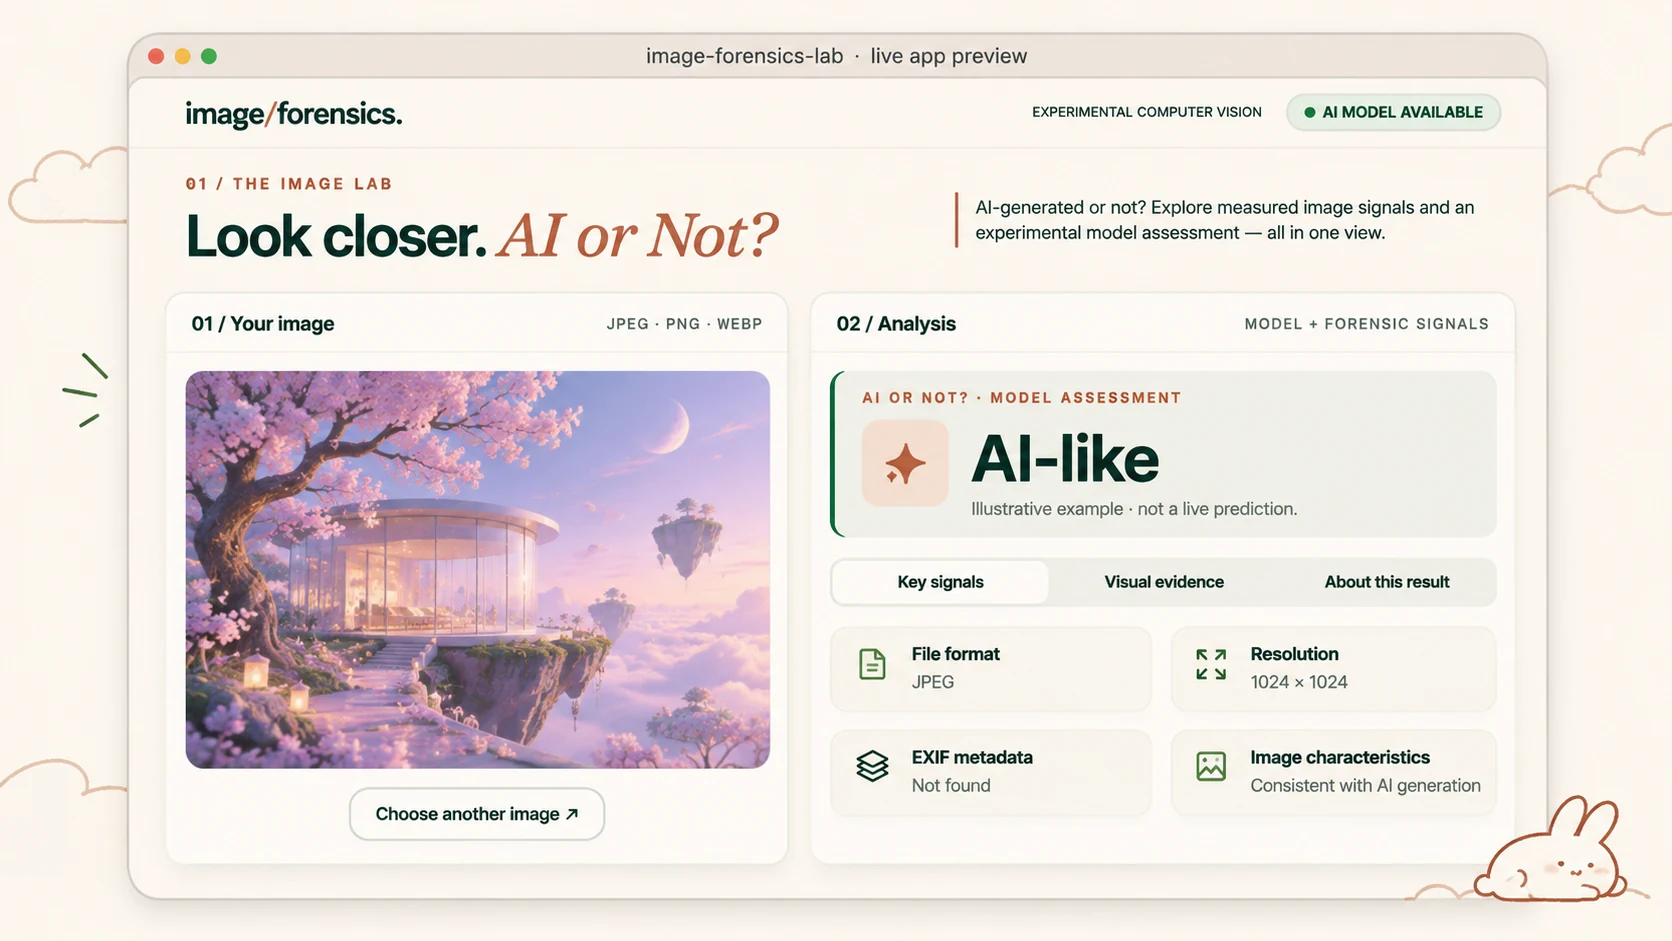 image-forensics-lab · live app preview
image/forensics.
EXPERIMENTAL COMPUTER VISION
AI MODEL AVAILABLE
01 / THE IMAGE LAB
Look closer. AI or Not?
AI-generated or not? Explore measured image signals and an
experimental model assessment — all in one view.
01 / Your image
JPEG · PNG · WEBP
Choose another image ↗
02 / Analysis
MODEL + FORENSIC SIGNALS
AI OR NOT? · MODEL ASSESSMENT
AI-like
Illustrative example · not a live prediction.
Key signals
Visual evidence
About this result
File format
JPEG
Resolution
1024 × 1024
EXIF metadata
Not found
Image characteristics
Consistent with AI generation